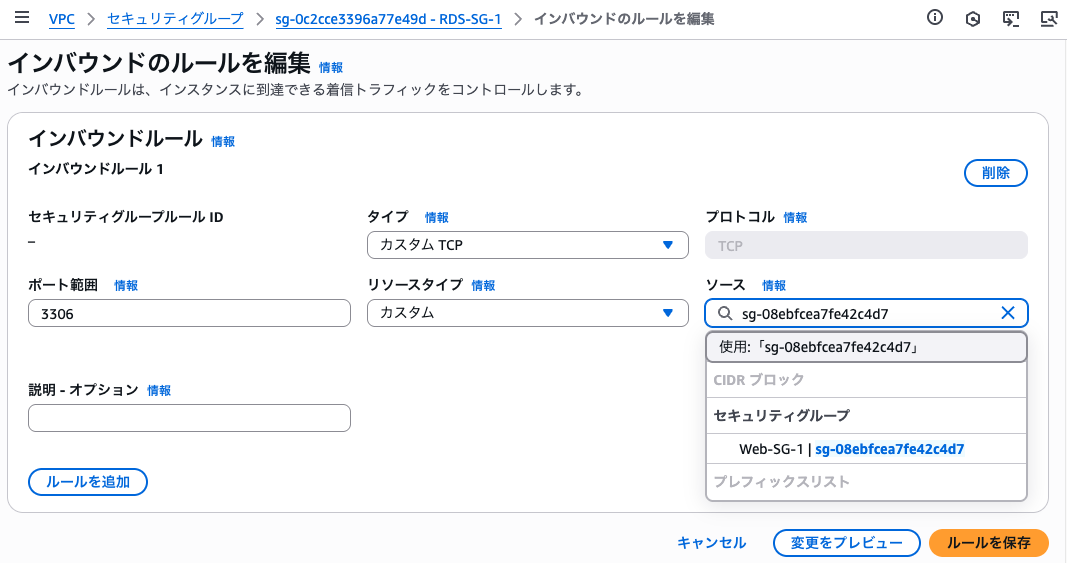 VPC > セキュリティグループ > sg-0c2cce3396a77e49d - RDS-SG-1 > インバウンドのルールを編集
インバウンドのルールを編集 情報
インバウンドルールは、インスタンスに到達できる着信トラフィックをコントロールします。
インバウンドルール 情報
インバウンドルール 1
削除
セキュリティグループルール ID
–
タイプ 情報
カスタム TCP
プロトコル 情報
TCP
ポート範囲 情報
3306
リソースタイプ 情報
カスタム
ソース 情報
sg-08ebfcea7fe42c4d7
使用:「sg-08ebfcea7fe42c4d7」
CIDR ブロック
セキュリティグループ
Web-SG-1 | sg-08ebfcea7fe42c4d7
プレフィックスリスト
説明 - オプション 情報
ルールを追加
キャンセル
変更をプレビュー
ルールを保存